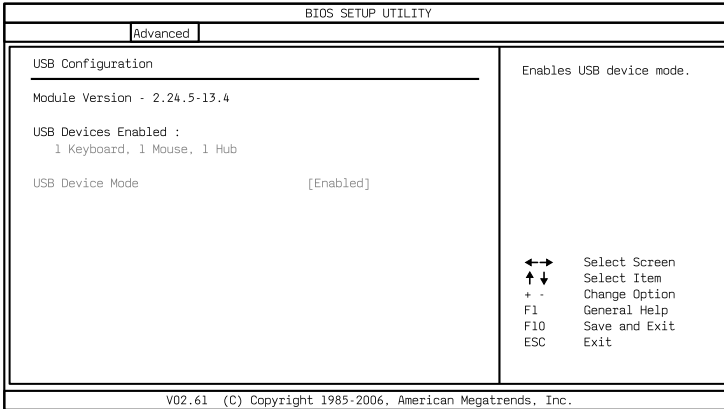 BIOS SETUP UTILITY
Advanced
USB Configuration
Module Version - 2.24.5-13.4
USB Devices Enabled :
1 Keyboard, 1 Mouse, 1 Hub
USB Device Mode [Enabled]
Enables USB device mode.
←→ Select Screen
↑↓ Select Item
+ - Change Option
F1 General Help
F10 Save and Exit
ESC Exit
V02.61 (C) Copyright 1985-2006, American Megatrends, Inc.